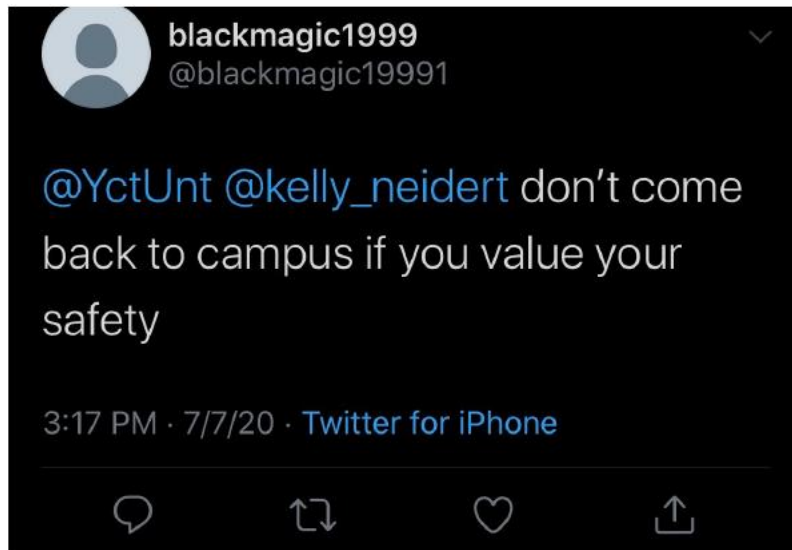 blackmagic1999
@blackmagic19991
@YctUnt @kelly_neidert don't come
back to campus if you value your
safety
3:17 PM · 7/7/20 · Twitter for iPhone